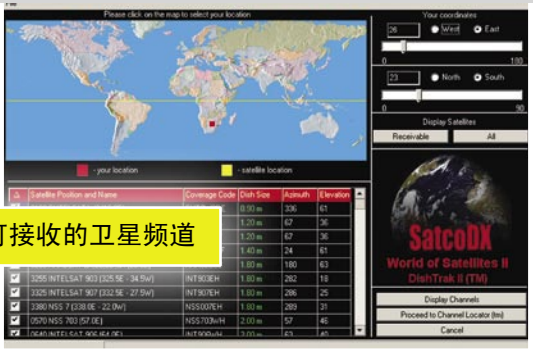 File
Please click on the map to select your location
Your coordinates
26 West East
0 180
23 North South
0 90
Display Satellites
Receivable All
- your location - satellite location
Satellite Position and Name Coverage Code Dish Size Azimuth Elevation
0.90 m 336 61
1.20 m 67 36
1.20 m 67 36
1.40 m 24 61
1.80 m 180 63
可接收的卫星频道
3255 INTELSAT 903 (325.5E - 34.5W) INT903EH 1.80 m 282 18
3325 INTELSAT 907 (332.5E - 27.5W) INT907EH 1.80 m 286 25
3380 NSS 7 (338.0E - 22.0W) NSS007EH 1.80 m 289 31
0570 NSS 703 (57.0E) NSS703WH 2.00 m 57 46
0640 INTELSAT 906 (64.0E)
SatcoDX
World of Satellites II
DishTrak II (TM)
Display Channels
Proceed to Channel Locator (tm)
Cancel